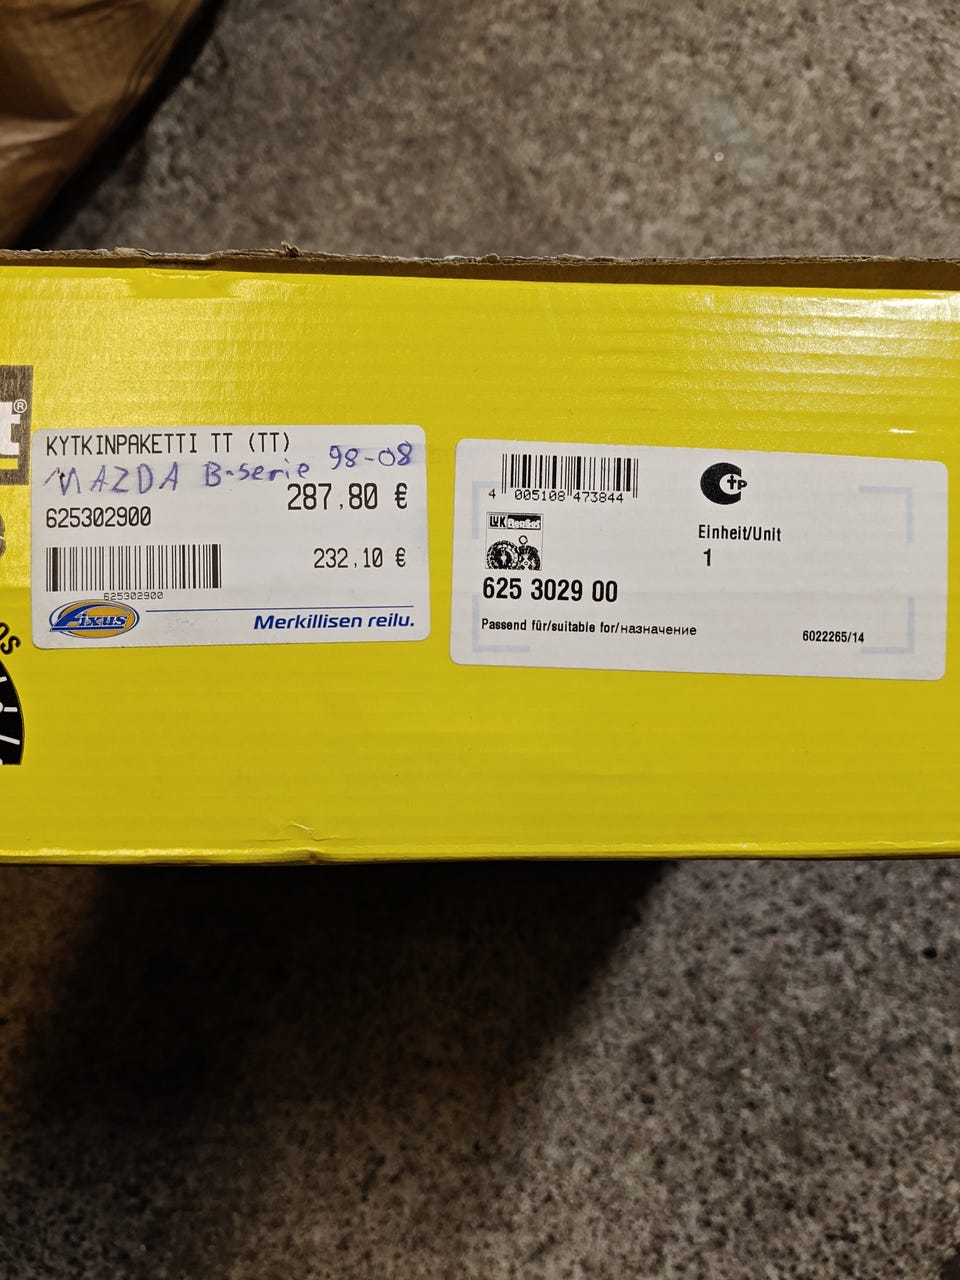 t®
OS
KYTKINPAKETTI TT (TT)
MAZDA B-serie 98-08
287,80 €
625302900
232,10 €
625302900
Fixus
Merkillisen reilu.
4 005108 473844
LuK RepSet
625 3029 00
Passend für/suitable for/назначение
Einheit/Unit
1
6022265/14